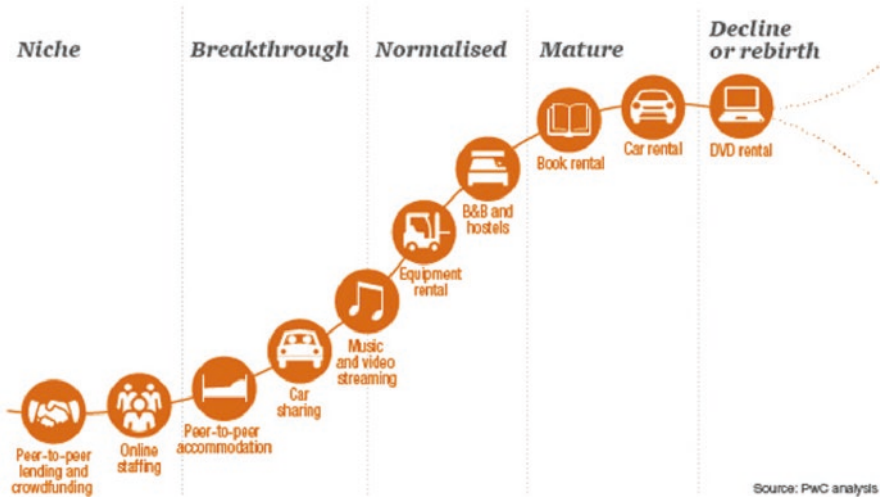 Niche
Breakthrough
Normalised
Mature
Decline
or rebirth
Peer-to-peer
lending and
crowdfunding
Online
staffing
Peer-to-peer
accommodation
Car
sharing
Music
and video
streaming
Equipment
rental
B&B and
hostels
Book rental
Car rental
DVD rental
Source: PwC analysis